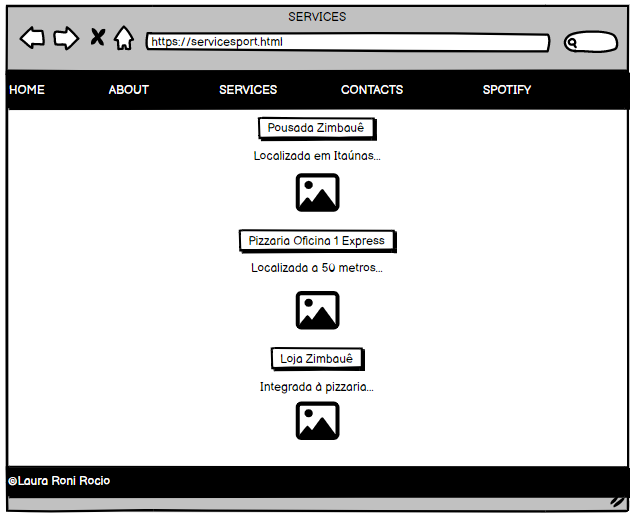 SERVICES
https://servicesport.html
HOME ABOUT SERVICES CONTACTS SPOTIFY
Pousada Zimbauê
Localizada em Itaúnas...
Pizzaria Oficina 1 Express
Localizada a 50 metros...
Loja Zimbauê
Integrada à pizzaria...
©Laura Roni Rocio